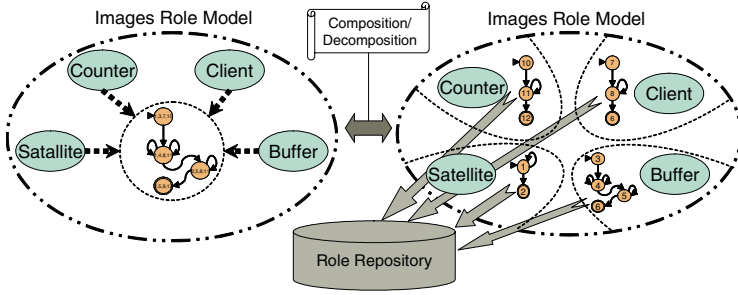 Images Role Model
Composition/
Decomposition
Images Role Model
Counter
Client
Satallite
Buffer
Counter
10
11
12
7
8
6
Client
Satellite
1
2
3
4
5
6
Buffer
Role Repository